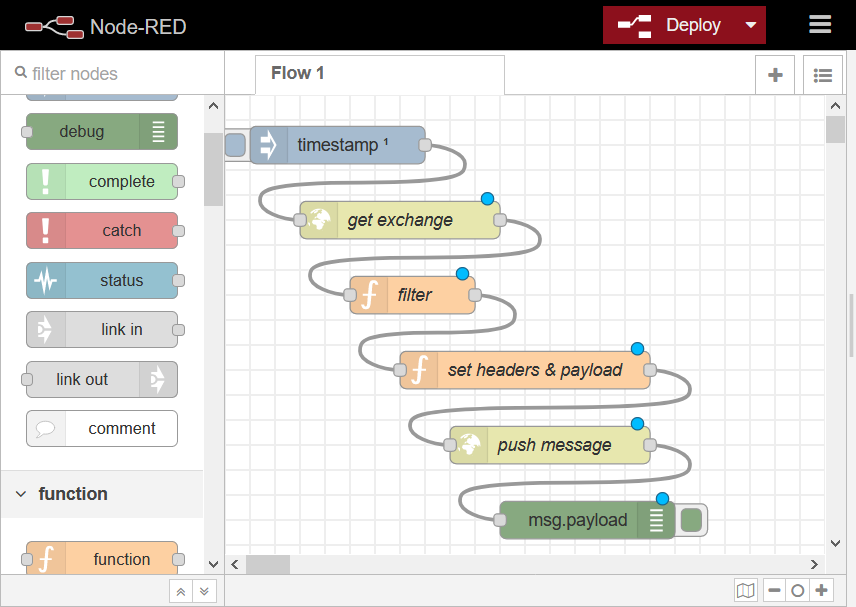 Node-RED
Deploy
filter nodes
Flow 1
debug
complete
catch
status
link in
link out
comment
function
function
timestamp ¹
get exchange
filter
set headers & payload
push message
msg.payload